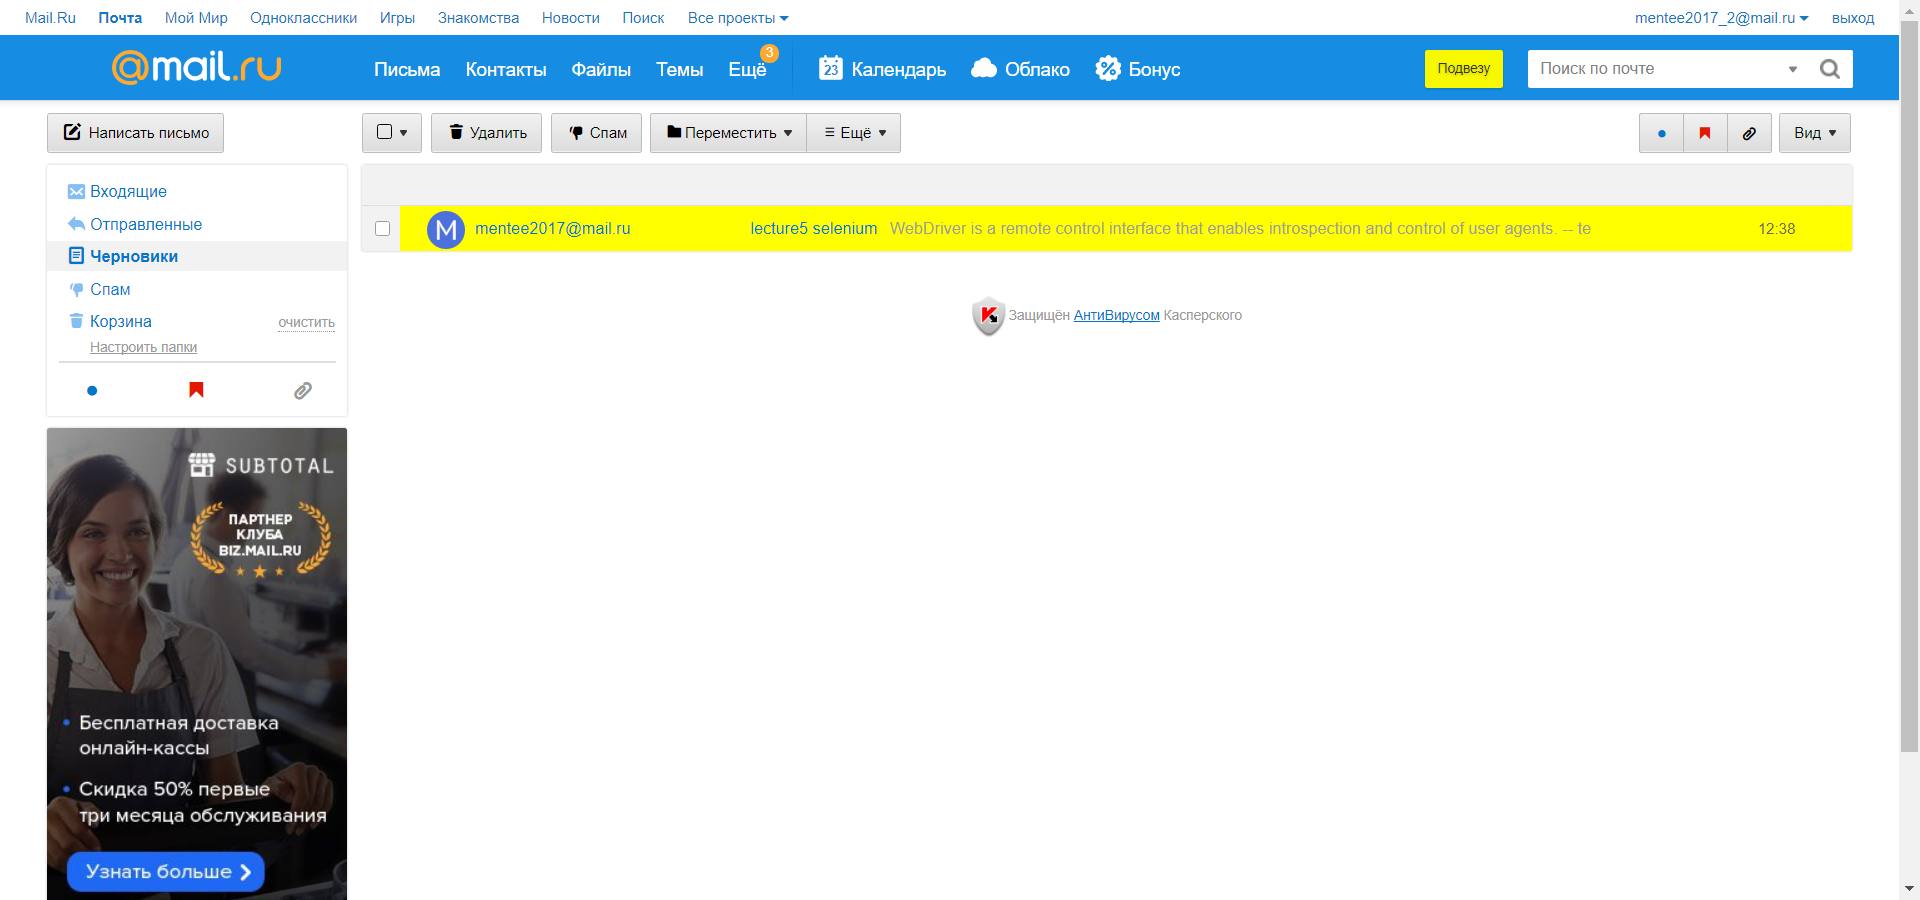 Mail.Ru Почта Мой Мир Одноклассники Игры Знакомства Новости Поиск Все проекты mentee2017_2@mail.ru выход
@mail.ru Письма Контакты Файлы Темы Ещё 3 23 Календарь Облако Бонус Подвезу Поиск по почте
Написать письмо Удалить Спам Переместить Ещё Вид
Входящие
Отправленные
Черновики
Спам
Корзина очистить
Настроить папки
M mentee2017@mail.ru lecture5 selenium WebDriver is a remote control interface that enables introspection and control of user agents. -- te 12:38
Защищён АнтиВирусом Касперского
SUBTOTAL
ПАРТНЕР
КЛУБА
BIZ.MAIL.RU
• Бесплатная доставка
онлайн-кассы
• Скидка 50% первые
три месяца обслуживания
Узнать больше